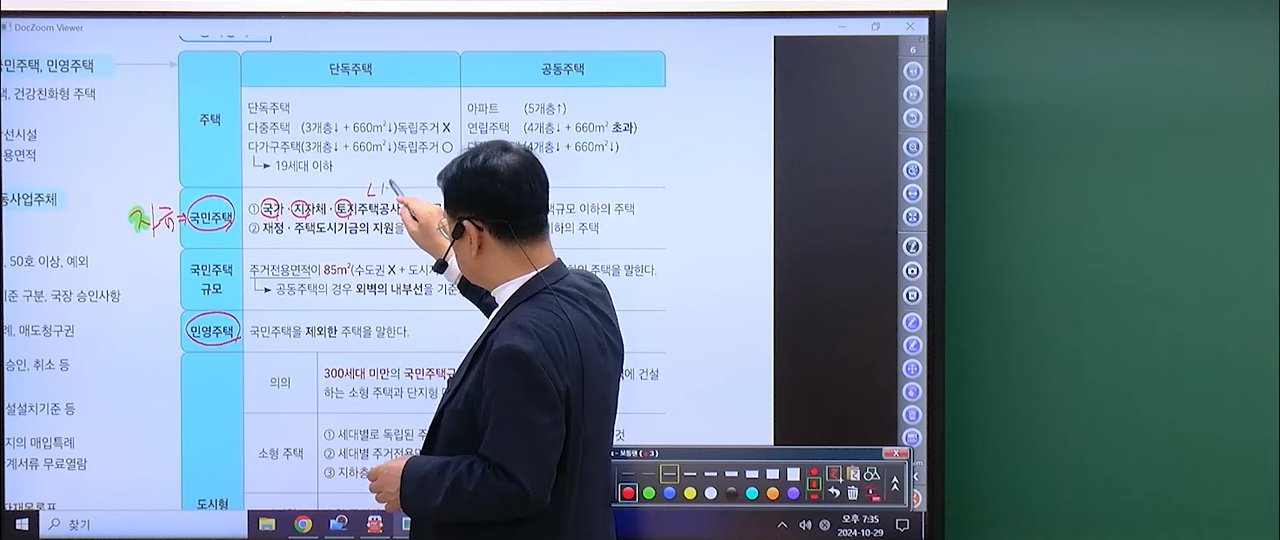 DocZoom Viewer
6
민주택, 민영주택
택, 건강친화형 주택
선시설
용면적
동사업주체
, 50호 이상, 예외
기준 구분, 국장 승인사항
례, 매도청구권
승인, 취소 등
설설치기준 등
지의 매입특례
계서류 무료열람
단독주택
공동주택
주택
단독주택
다중주택 (3개층↓ + 660m²↓)독립주거 X
다가구주택(3개층↓ + 660m²↓)독립주거 ○
19세대 이하
아파트 (5개층↑)
연립주택 (4개층↓ + 660m² 초과)
(4개층↓ + 660m²↓)
국민주택
① 국가 · 지자체 · 토지주택공사
택규모 이하의 주택
② 재정 · 주택도시기금의 지원을
이하의 주택
국민주택
규모
주거전용면적이 85m²(수도권 X + 도시지
주택을 말한다.
공동주택의 경우 외벽의 내부선을 기준
민영주택
국민주택을 제외한 주택을 말한다.
의의
300세대 미만의 국민주택규
에 건설
하는 소형 주택과 단지형
소형 주택
① 세대별로 독립된 주
것
② 세대별 주거전용면
③ 지하층
도시형
찾기
오후 7:35
2024-10-29